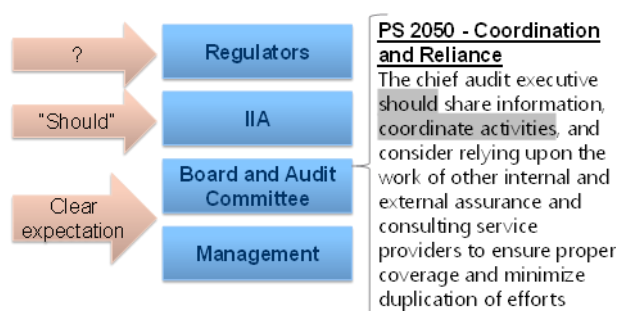 ?
Regulators
"Should"
IIA
Clear
expectation
Board and Audit
Committee
Management
PS 2050 - Coordination
and Reliance
The chief audit executive
should share information,
coordinate activities, and
consider relying upon the
work of other internal and
external assurance and
consulting service
providers to ensure proper
coverage and minimize
duplication of efforts